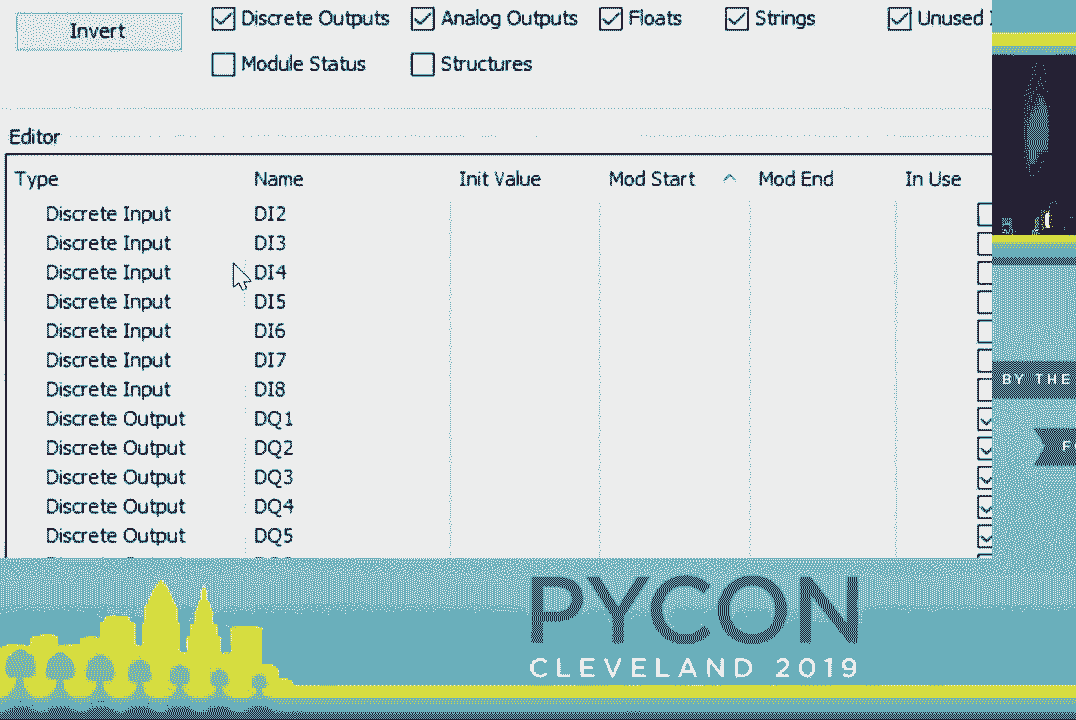 Invert
Discrete Outputs Analog Outputs Floats Strings Unused
Module Status Structures
Editor
Type Name Init Value Mod Start Mod End In Use
Discrete Input DI2
Discrete Input DI3
Discrete Input DI4
Discrete Input DI5
Discrete Input DI6
Discrete Input DI7
Discrete Input DI8
Discrete Output DQ1
Discrete Output DQ2
Discrete Output DQ3
Discrete Output DQ4
Discrete Output DQ5
BY THE
PYCON
CLEVELAND 2019